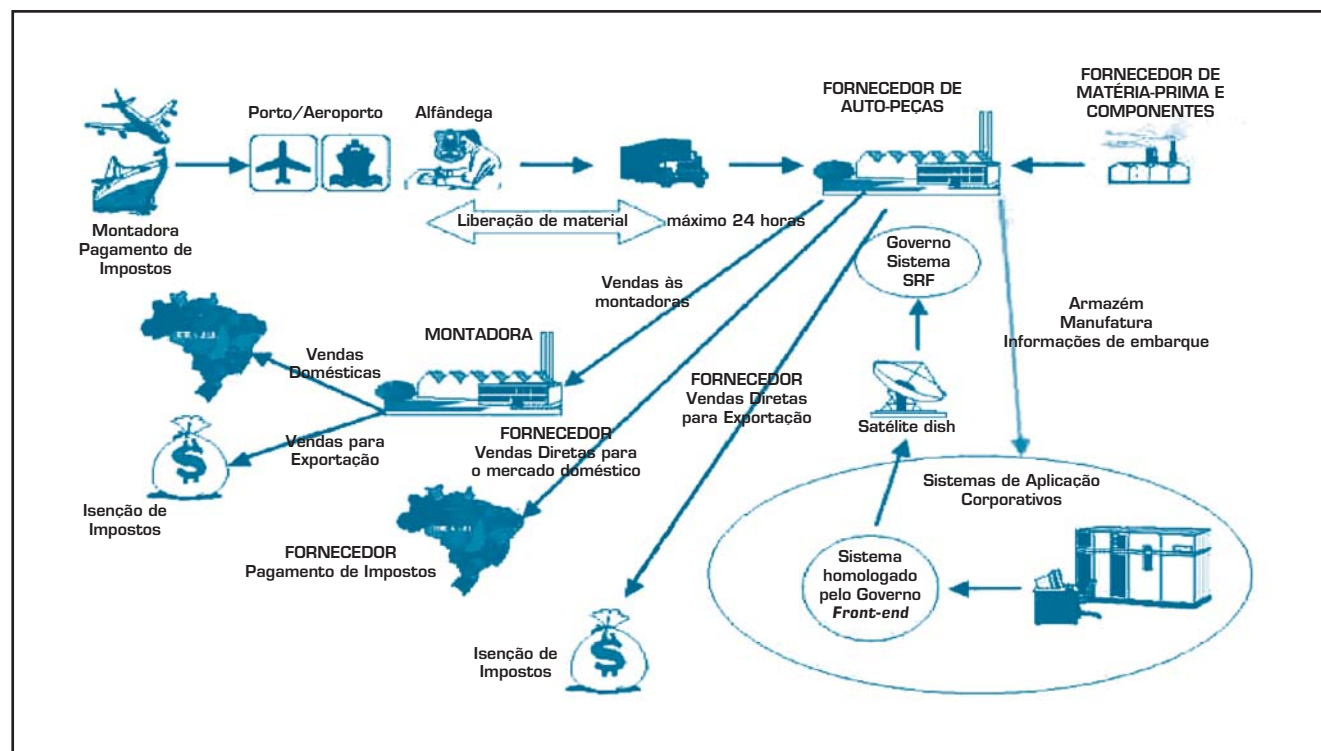 FORNECEDOR DE
AUTO-PEÇAS
FORNECEDOR DE
MATÉRIA-PRIMA E
COMPONENTES
Porto/Aeroporto
Alfândega
Liberação de material
máximo 24 horas
Montadora
Pagamento de
Impostos
Governo
Sistema
SRF
Vendas às
montadoras
Armazém
Manufatura
Informações de embarque
MONTADORA
Vendas
Domésticas
FORNECEDOR
Vendas Diretas
para Exportação
Satélite dish
Vendas para
Exportação
FORNECEDOR
Vendas Diretas para
o mercado doméstico
Isenção de
Impostos
Sistemas de Aplicação
Corporativos
FORNECEDOR
Pagamento de Impostos
Sistema
homologado
pelo Governo
Front-end
Isenção de
Impostos
$
$